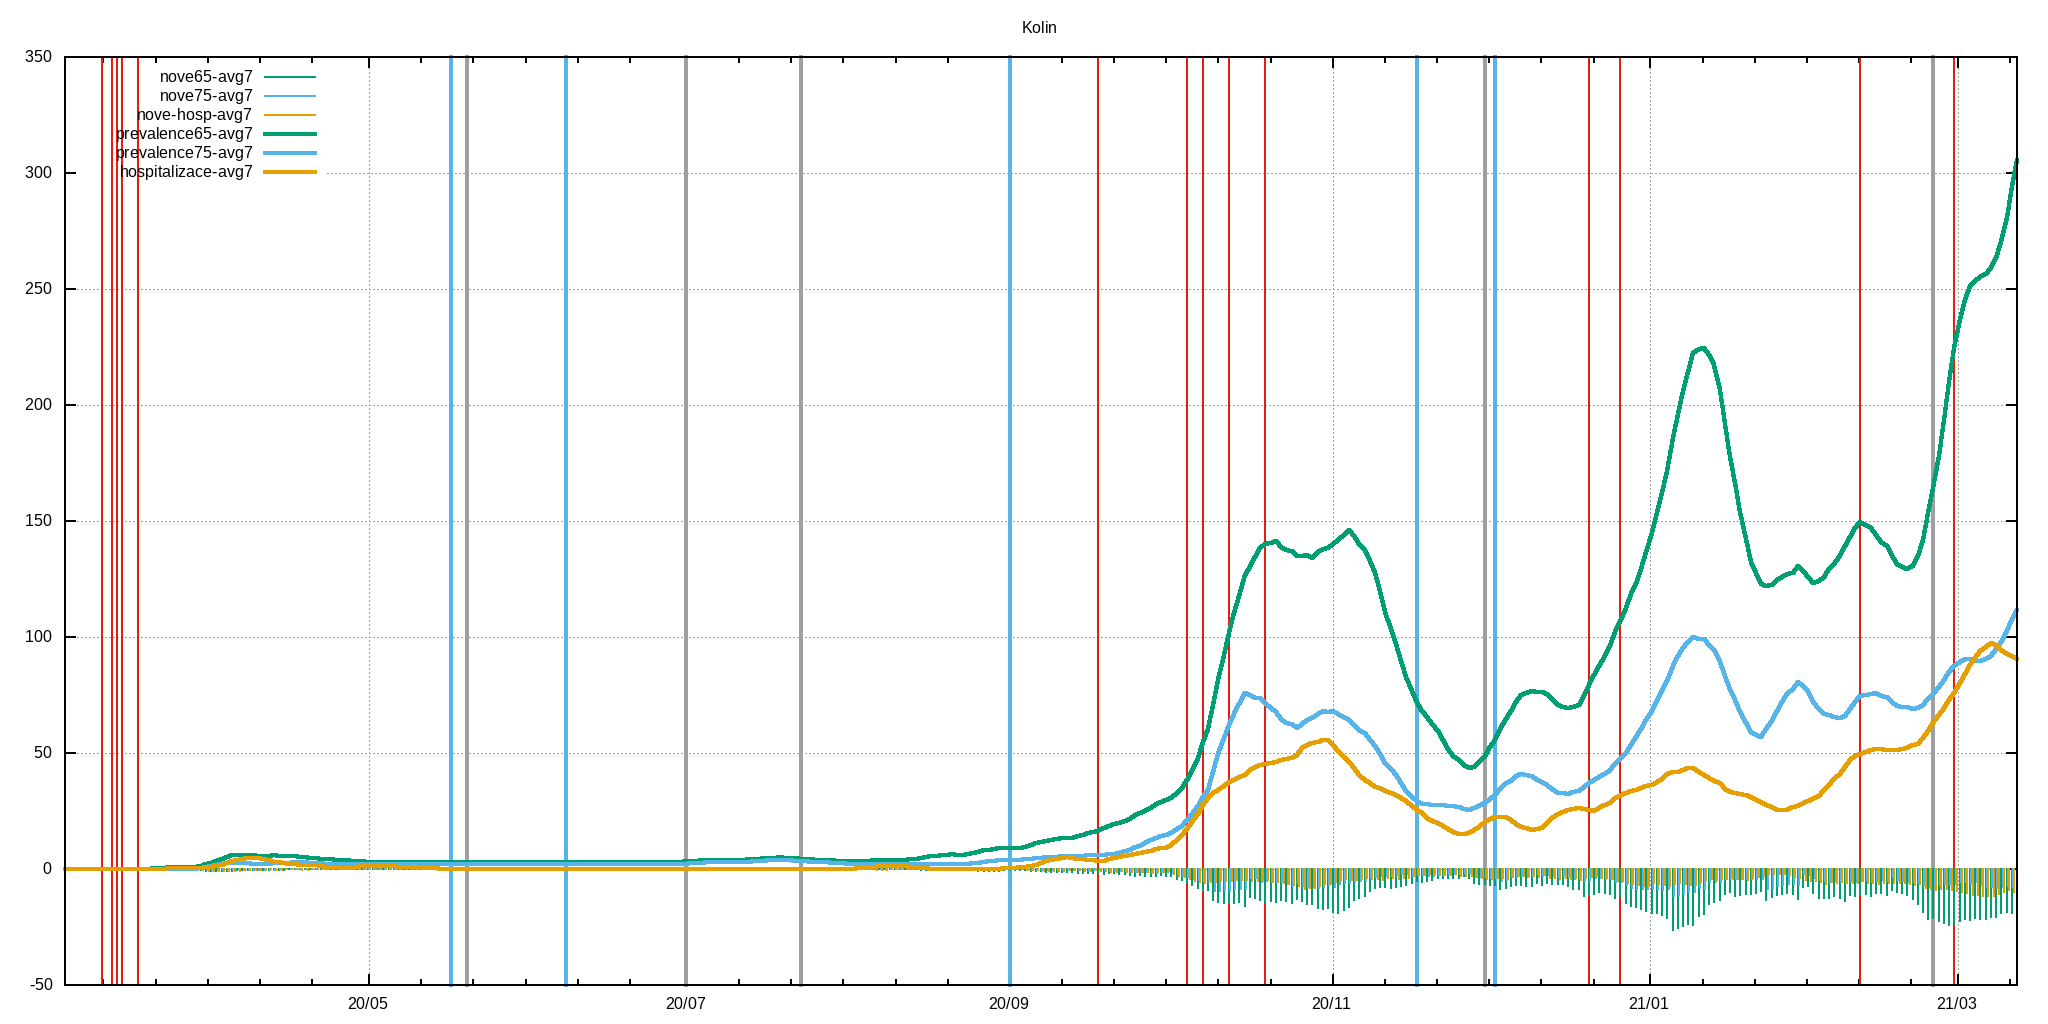 Kolin
350
300
250
200
150
100
50
0
-50
nove65-avg7
nove75-avg7
nove-hosp-avg7
prevalence65-avg7
prevalence75-avg7
hospitalizace-avg7
20/05 20/07 20/09 20/11 21/01 21/03